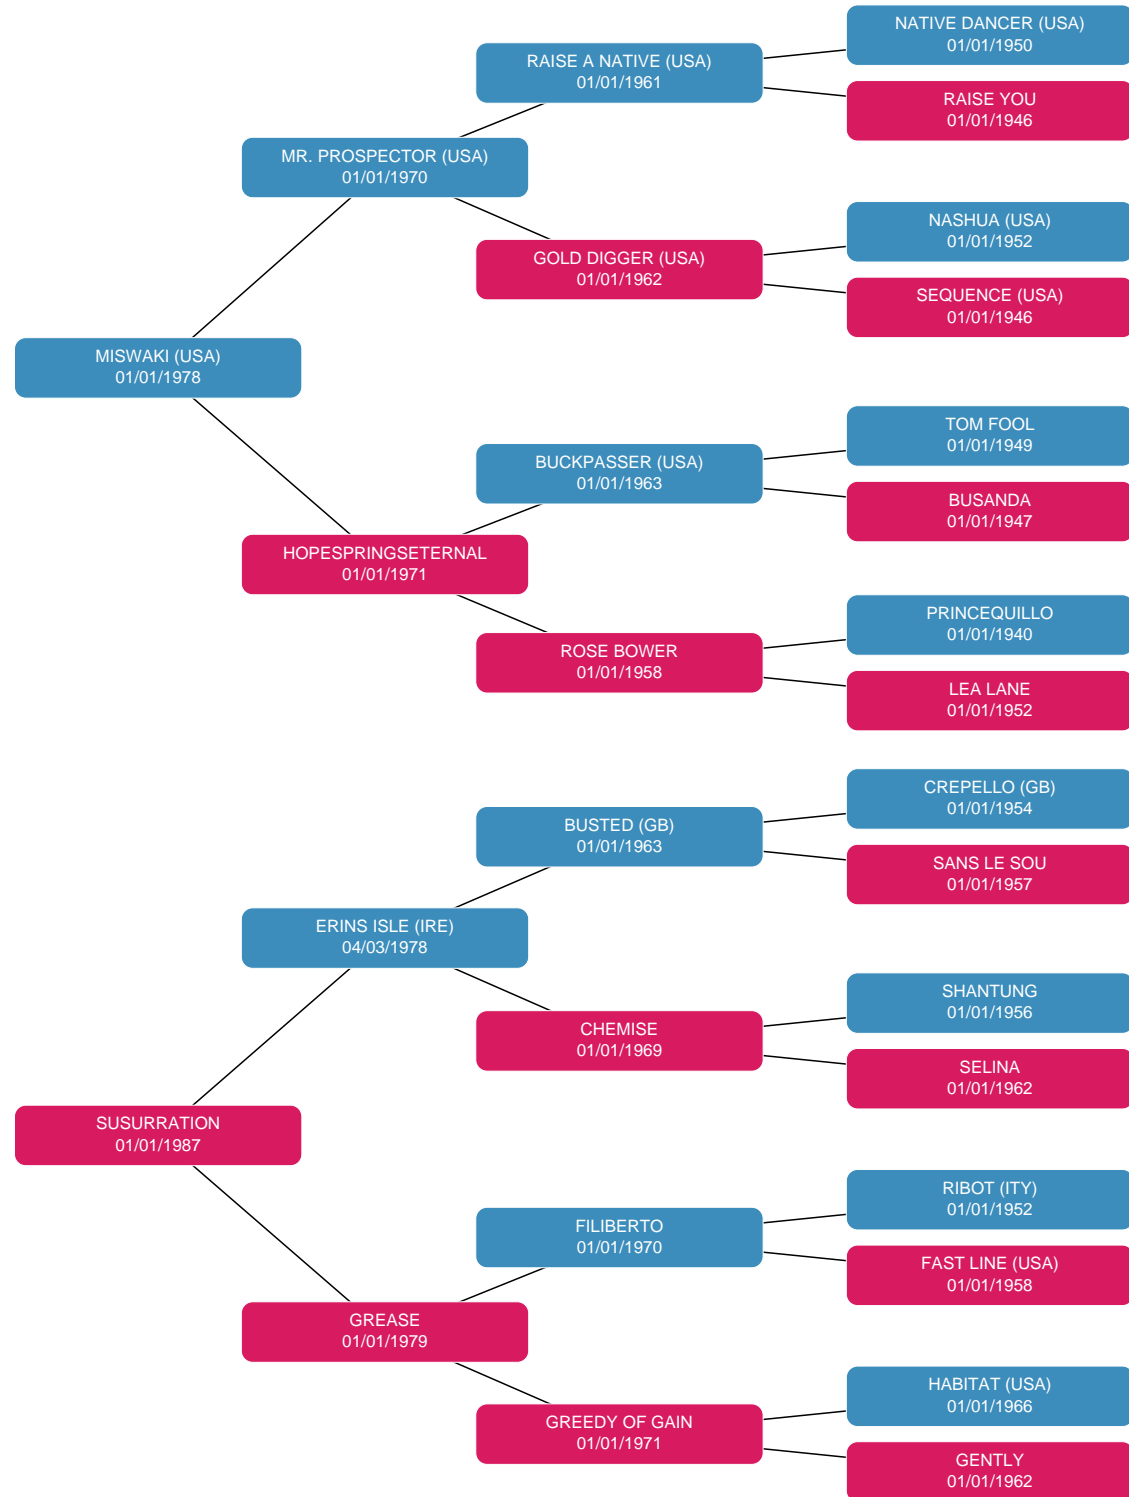 NATIVE DANCER (USA)
01/01/1950
RAISE A NATIVE (USA)
01/01/1961
RAISE YOU
01/01/1946
MR. PROSPECTOR (USA)
01/01/1970
NASHUA (USA)
01/01/1952
GOLD DIGGER (USA)
01/01/1962
SEQUENCE (USA)
01/01/1946
MISWAKI (USA)
01/01/1978
TOM FOOL
01/01/1949
BUCKPASSER (USA)
01/01/1963
BUSANDA
01/01/1947
HOPESPRINGSETERNAL
01/01/1971
PRINCEQUILLO
01/01/1940
ROSE BOWER
01/01/1958
LEA LANE
01/01/1952
CREPELLO (GB)
01/01/1954
BUSTED (GB)
01/01/1963
SANS LE SOU
01/01/1957
ERINS ISLE (IRE)
04/03/1978
SHANTUNG
01/01/1956
CHEMISE
01/01/1969
SELINA
01/01/1962
SUSURRATION
01/01/1987
RIBOT (ITY)
01/01/1952
FILIBERTO
01/01/1970
FAST LINE (USA)
01/01/1958
GREASE
01/01/1979
HABITAT (USA)
01/01/1966
GREEDY OF GAIN
01/01/1971
GENTLY
01/01/1962